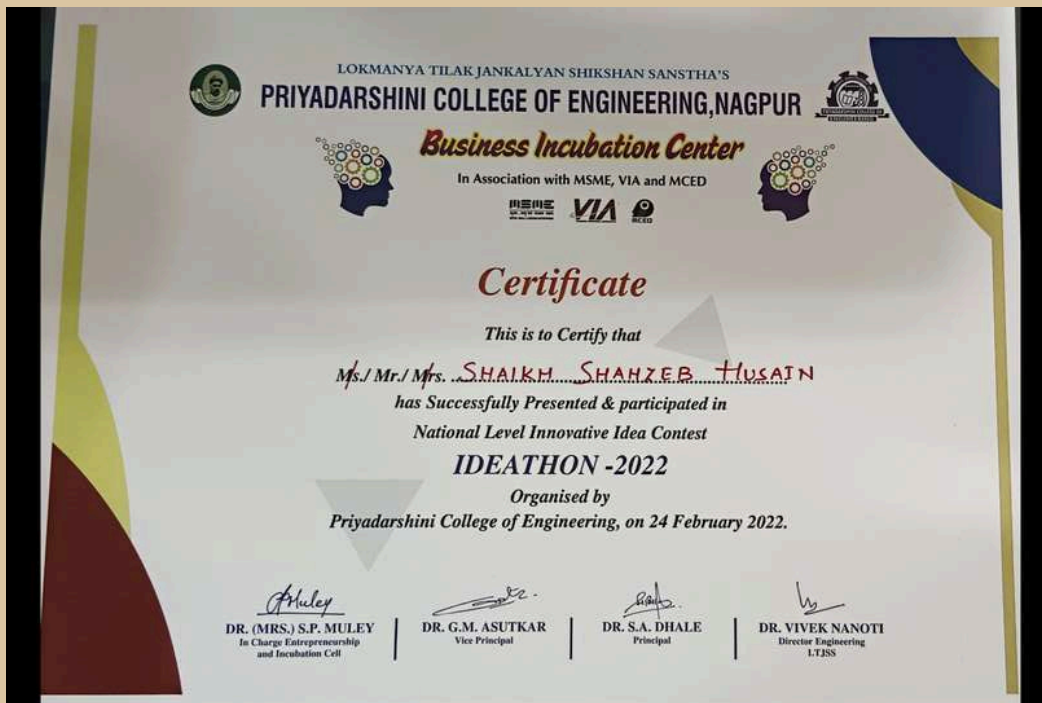 LOKMANYA TILAK JANKALYAN SHIKSHAN SANSTHA'S
PRIYADARSHINI COLLEGE OF ENGINEERING,NAGPUR
Business Incubation Center
In Association with MSME, VIA and MCED
MSME VIA MCED
Certificate
This is to Certify that
Ms./ Mr./ Mrs. SHAIKH SHAHZEB HUSAIN
has Successfully Presented & participated in
National Level Innovative Idea Contest
IDEATHON -2022
Organised by
Priyadarshini College of Engineering, on 24 February 2022.
DR. (MRS.) S.P. MULEY
In Charge Entrepreneurship
and Incubation Cell
DR. G.M. ASUTKAR
Vice Principal
DR. S.A. DHALE
Principal
DR. VIVEK NANOTI
Director Engineering
LTJSS